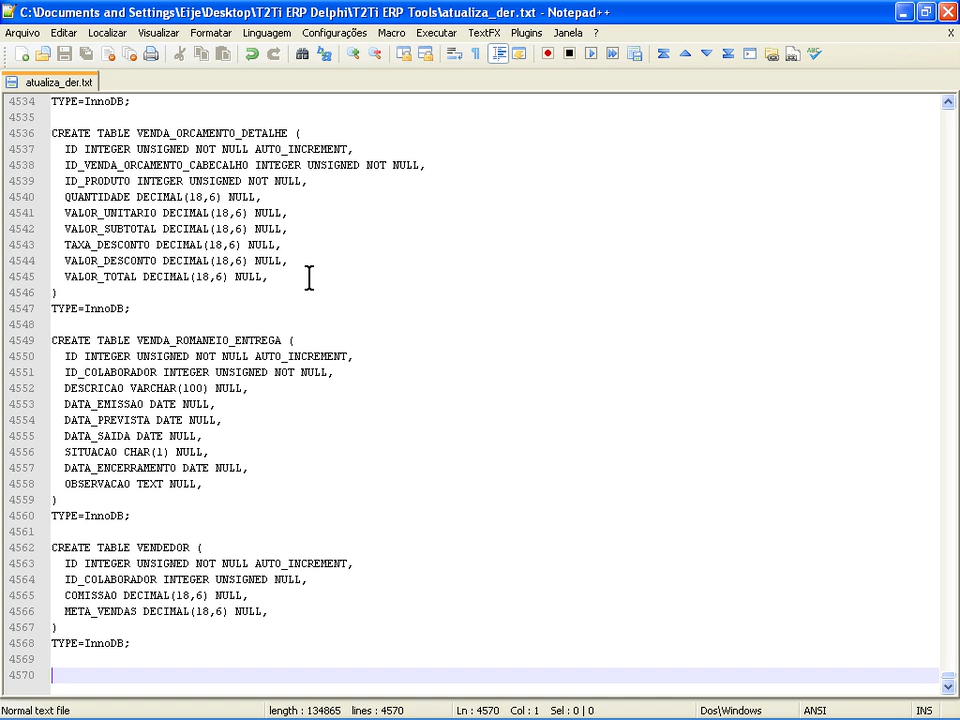 C:\Documents and Settings\Eije\Desktop\T2Ti ERP Delphi\T2Ti ERP Tools\atualiza_der.txt - Notepad++
Arquivo Editar Localizar Visualizar Formatar Linguagem Configurações Macro Executar TextFX Plugins Janela ? X
atualiza_der.txt
4534 TYPE=InnoDB;
4535
4536 CREATE TABLE VENDA_ORCAMENTO_DETALHE (
4537 ID INTEGER UNSIGNED NOT NULL AUTO_INCREMENT,
4538 ID_VENDA_ORCAMENTO_CABECALHO INTEGER UNSIGNED NOT NULL,
4539 ID_PRODUTO INTEGER UNSIGNED NOT NULL,
4540 QUANTIDADE DECIMAL(18,6) NULL,
4541 VALOR_UNITARIO DECIMAL(18,6) NULL,
4542 VALOR_SUBTOTAL DECIMAL(18,6) NULL,
4543 TAXA_DESCONTO DECIMAL(18,6) NULL,
4544 VALOR_DESCONTO DECIMAL(18,6) NULL,
4545 VALOR_TOTAL DECIMAL(18,6) NULL,
4546 )
4547 TYPE=InnoDB;
4548
4549 CREATE TABLE VENDA_ROMANEIO_ENTREGA (
4550 ID INTEGER UNSIGNED NOT NULL AUTO_INCREMENT,
4551 ID_COLABORADOR INTEGER UNSIGNED NOT NULL,
4552 DESCRICAO VARCHAR(100) NULL,
4553 DATA_EMISSAO DATE NULL,
4554 DATA_PREVISTA DATE NULL,
4555 DATA_SAIDA DATE NULL,
4556 SITUACAO CHAR(1) NULL,
4557 DATA_ENCERRAMENTO DATE NULL,
4558 OBSERVACAO TEXT NULL,
4559 )
4560 TYPE=InnoDB;
4561
4562 CREATE TABLE VENDEDOR (
4563 ID INTEGER UNSIGNED NOT NULL AUTO_INCREMENT,
4564 ID_COLABORADOR INTEGER UNSIGNED NULL,
4565 COMISSAO DECIMAL(18,6) NULL,
4566 META_VENDAS DECIMAL(18,6) NULL,
4567 )
4568 TYPE=InnoDB;
4569
4570
Normal text file length : 134865 lines : 4570 Ln : 4570 Col : 1 Sel : 0 | 0 Dos\Windows ANSI INS